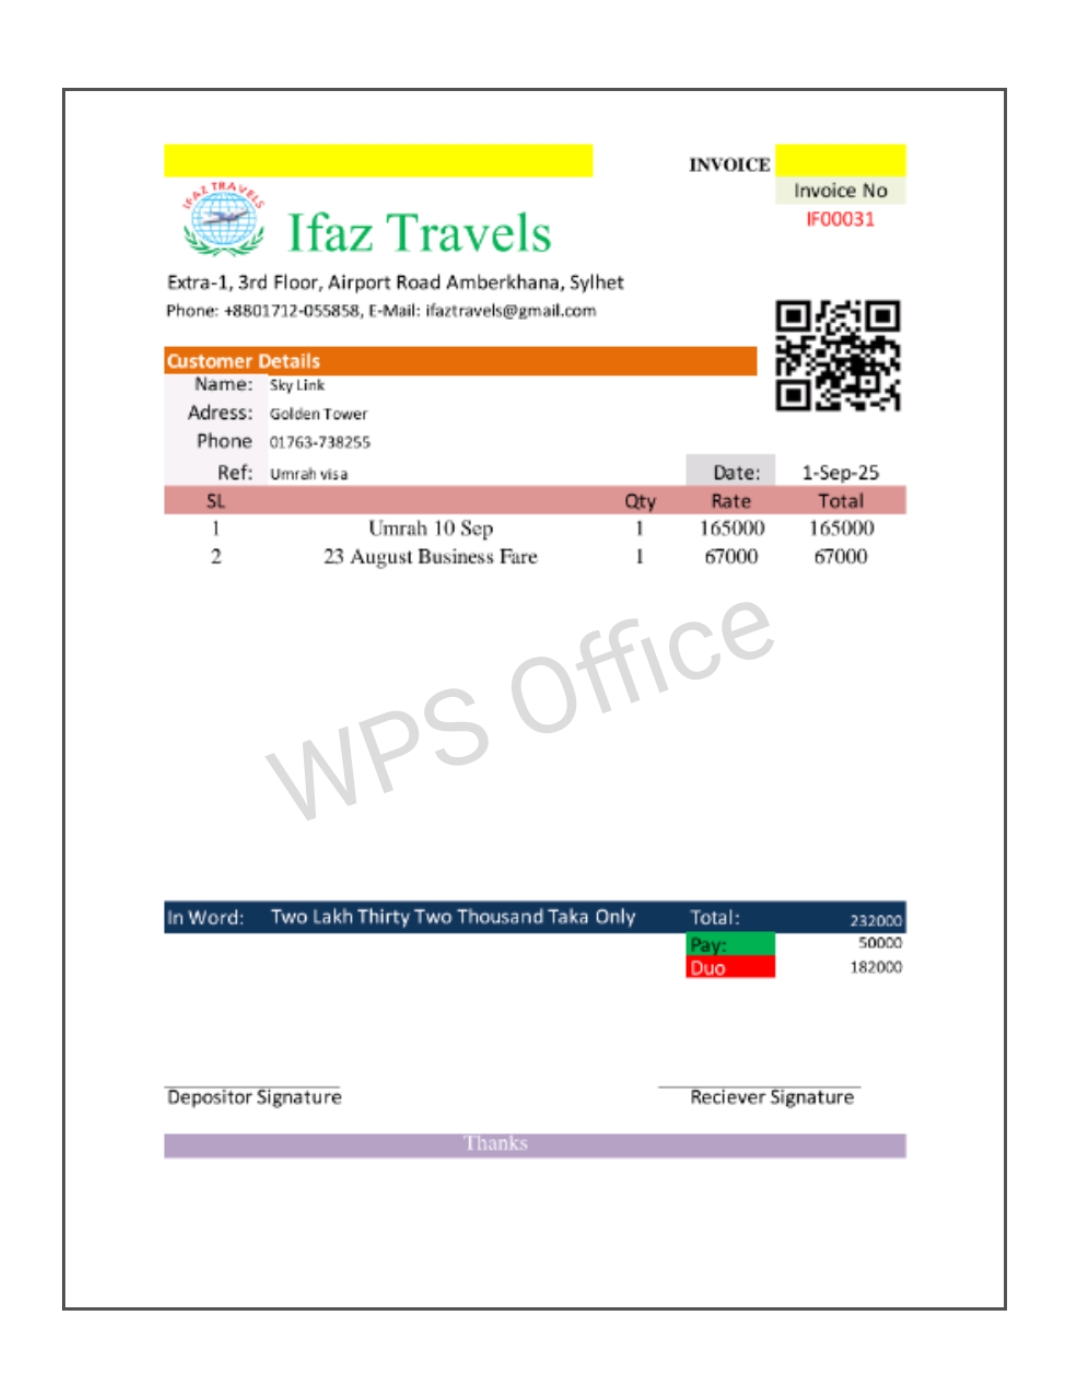 INVOICE
Invoice No
IF00031
IFAZ TRAVELS
Ifaz Travels
Extra-1, 3rd Floor, Airport Road Amberkhana, Sylhet
Phone: +8801712-055858, E-Mail: ifaztravels@gmail.com
Customer Details
Name: Sky Link
Adress: Golden Tower
Phone 01763-738255
Ref: Umrah visa Date: 1-Sep-25
SL Qty Rate Total
1 Umrah 10 Sep 1 165000 165000
2 23 August Business Fare 1 67000 67000
WPS Office
In Word: Two Lakh Thirty Two Thousand Taka Only Total: 232000
Pay: 50000
Duo 182000
Depositor Signature Reciever Signature
Thanks